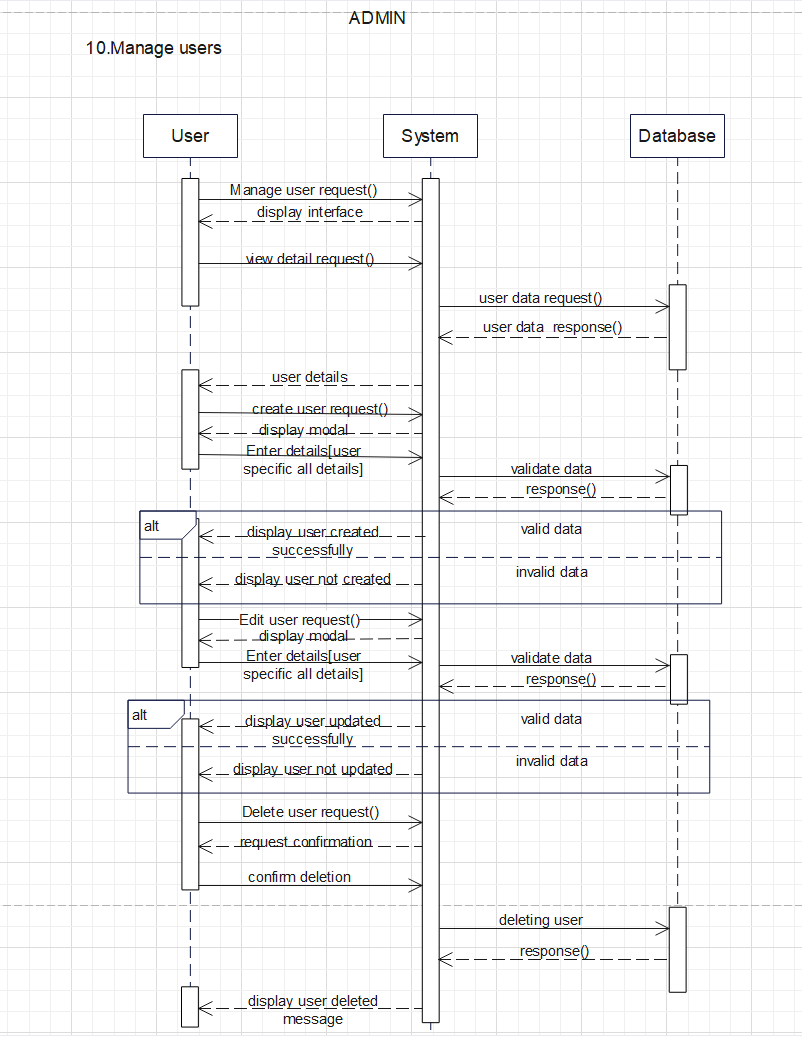 ADMIN
10.Manage users
User
System
Database
Manage user request()
display interface
view detail request()
user data request()
user data  response()
user details
create user request()
display modal
Enter details[user
specific all details]
validate data
response()
alt
display user created
successfully
valid data
display user not created
invalid data
Edit user request()
display modal
Enter details[user
specific all details]
validate data
response()
alt
display user updated
successfully
valid data
display user not updated
invalid data
Delete user request()
request confirmation
confirm deletion
deleting user
response()
display user deleted
message